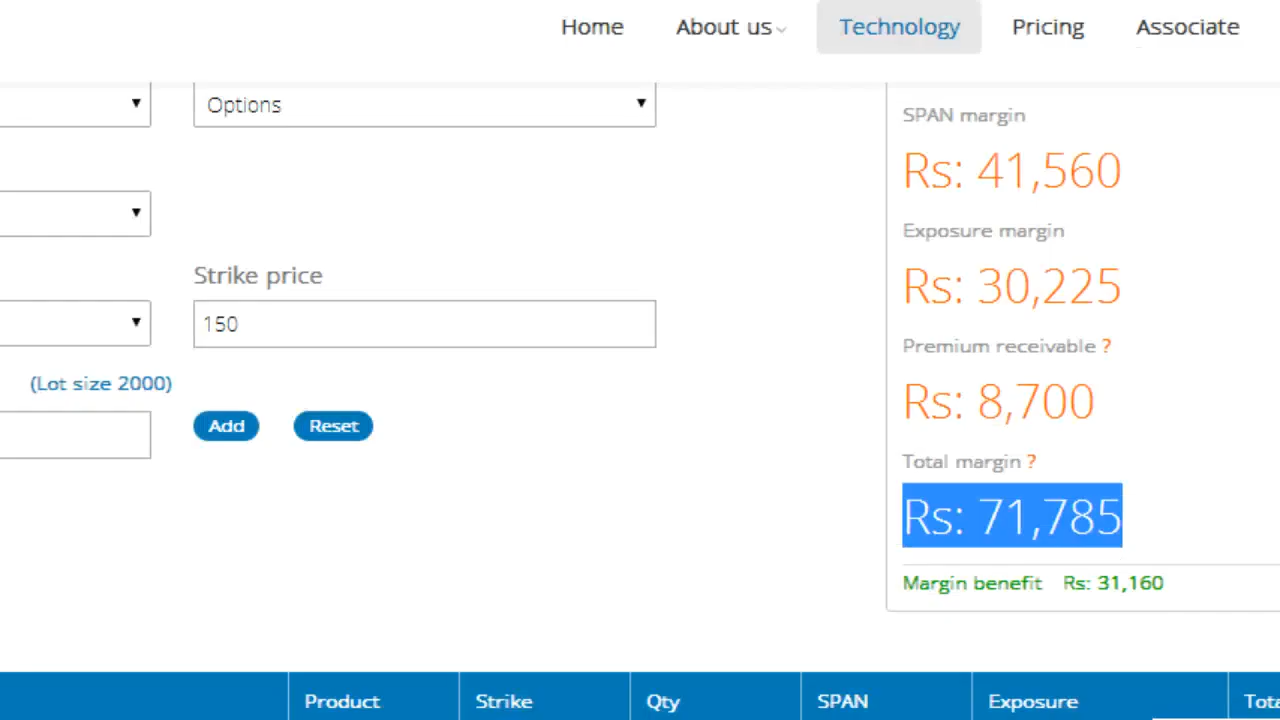 Home About us Technology Pricing Associate
Options
SPAN margin
Rs: 41,560
Exposure margin
Rs: 30,225
Strike price
150
Premium receivable ?
Rs: 8,700
(Lot size 2000)
Add Reset
Total margin ?
Rs: 71,785
Margin benefit Rs: 31,160
Product Strike Qty SPAN Exposure